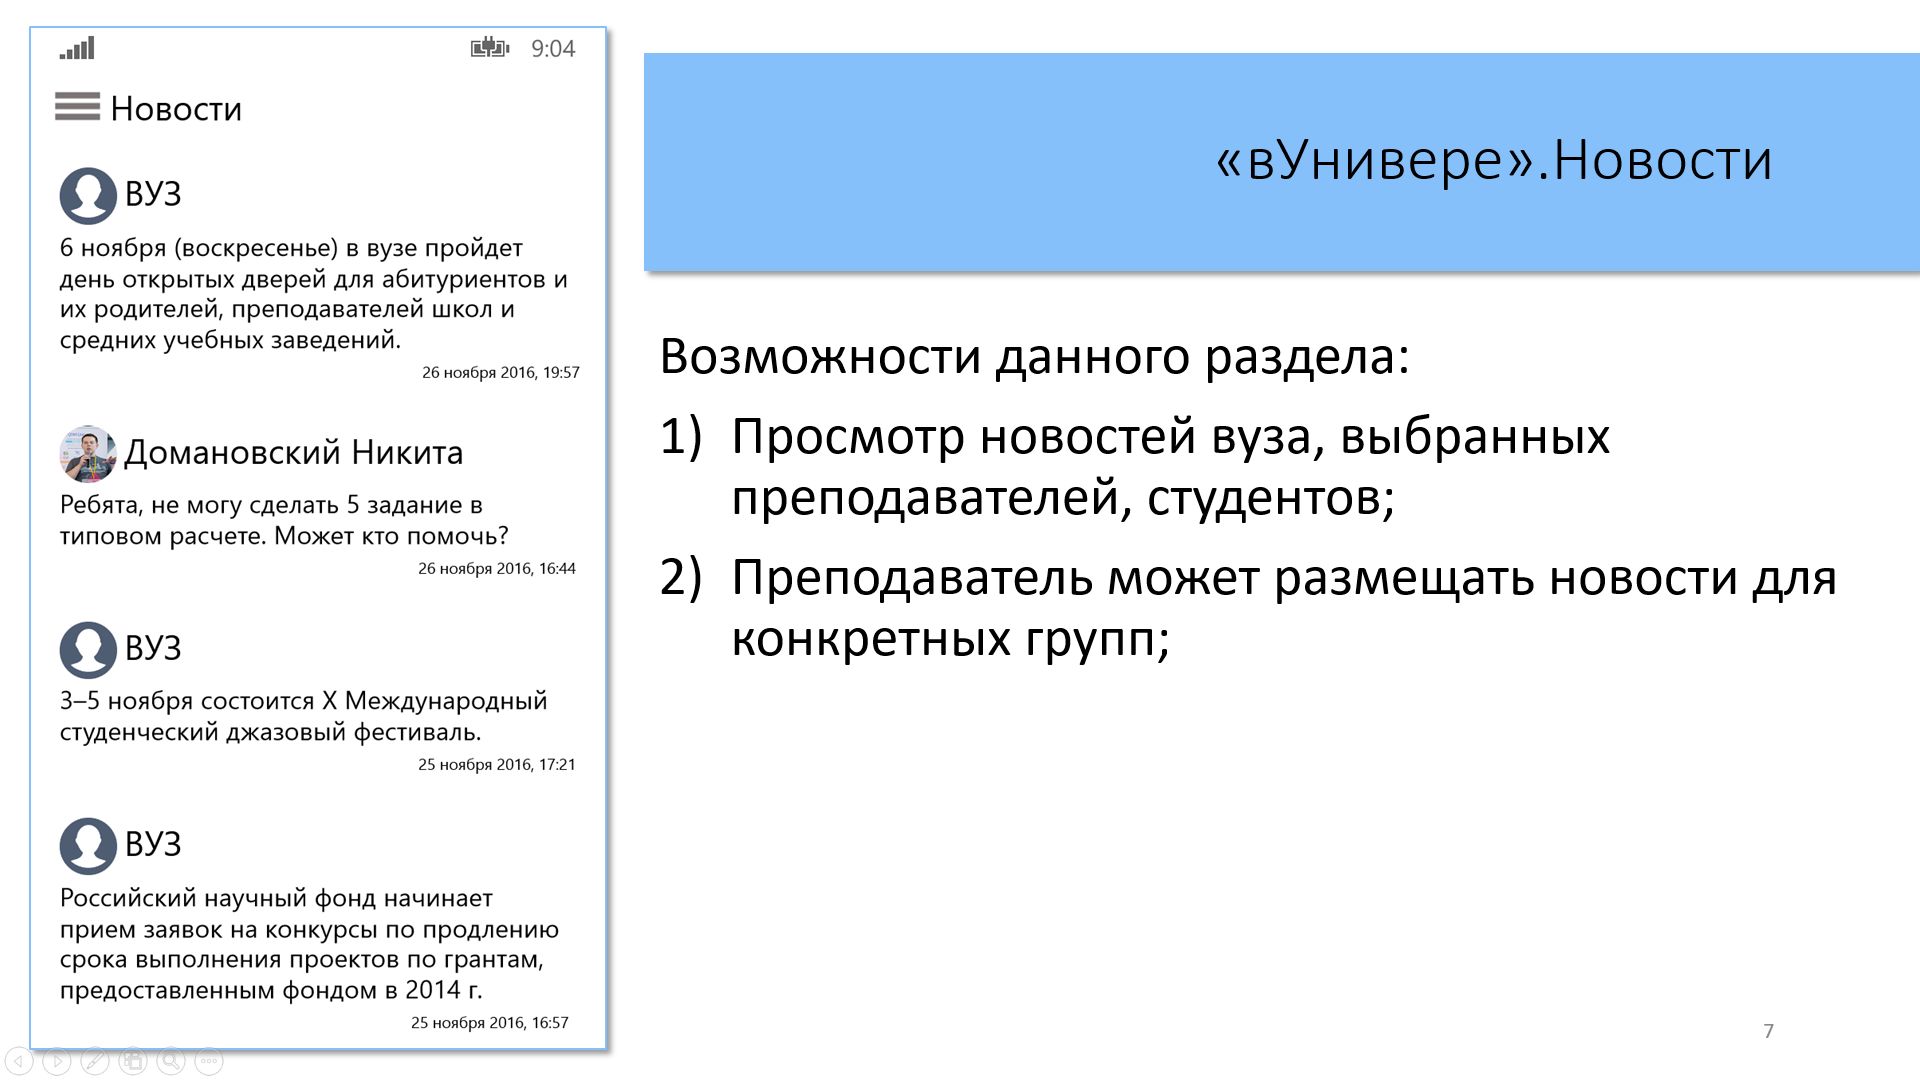 9:04
Новости
ВУЗ
6 ноября (воскресенье) в вузе пройдет
день открытых дверей для абитуриентов и
их родителей, преподавателей школ и
средних учебных заведений.
26 ноября 2016, 19:57
Домановский Никита
Ребята, не могу сделать 5 задание в
типовом расчете. Может кто помочь?
26 ноября 2016, 16:44
ВУЗ
3–5 ноября состоится X Международный
студенческий джазовый фестиваль.
25 ноября 2016, 17:21
ВУЗ
Российский научный фонд начинает
прием заявок на конкурсы по продлению
срока выполнения проектов по грантам,
предоставленным фондом в 2014 г.
25 ноября 2016, 16:57
«вУнивере».Новости
Возможности данного раздела:
1) Просмотр новостей вуза, выбранных
преподавателей, студентов;
2) Преподаватель может размещать новости для
конкретных групп;
7